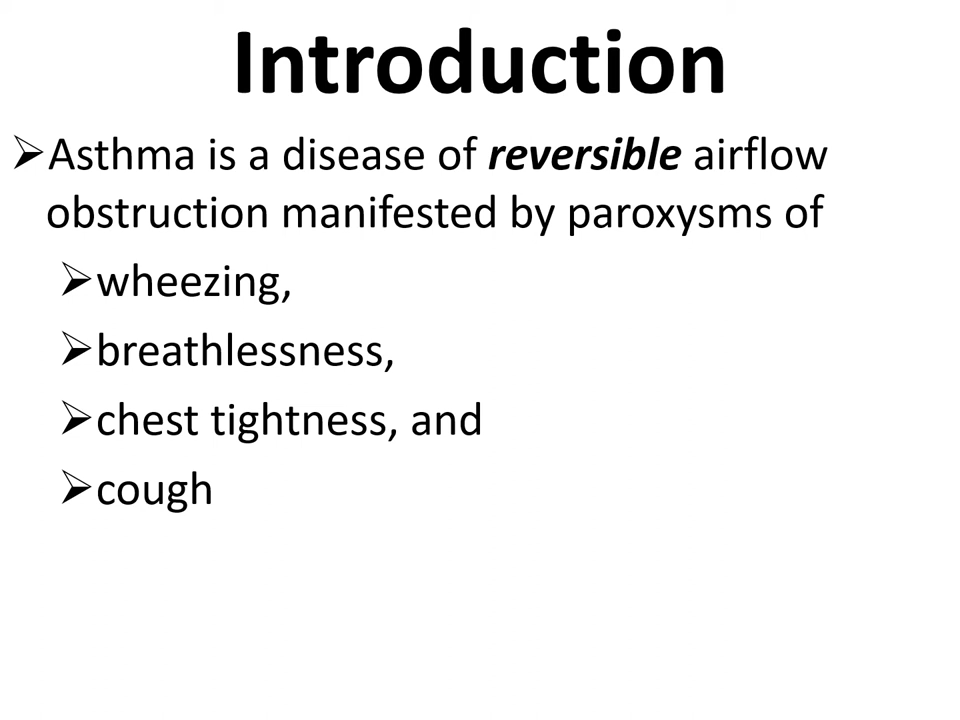 Introduction
➢Asthma is a disease of reversible airflow
obstruction manifested by paroxysms of
➢wheezing,
➢breathlessness,
➢chest tightness, and
➢cough